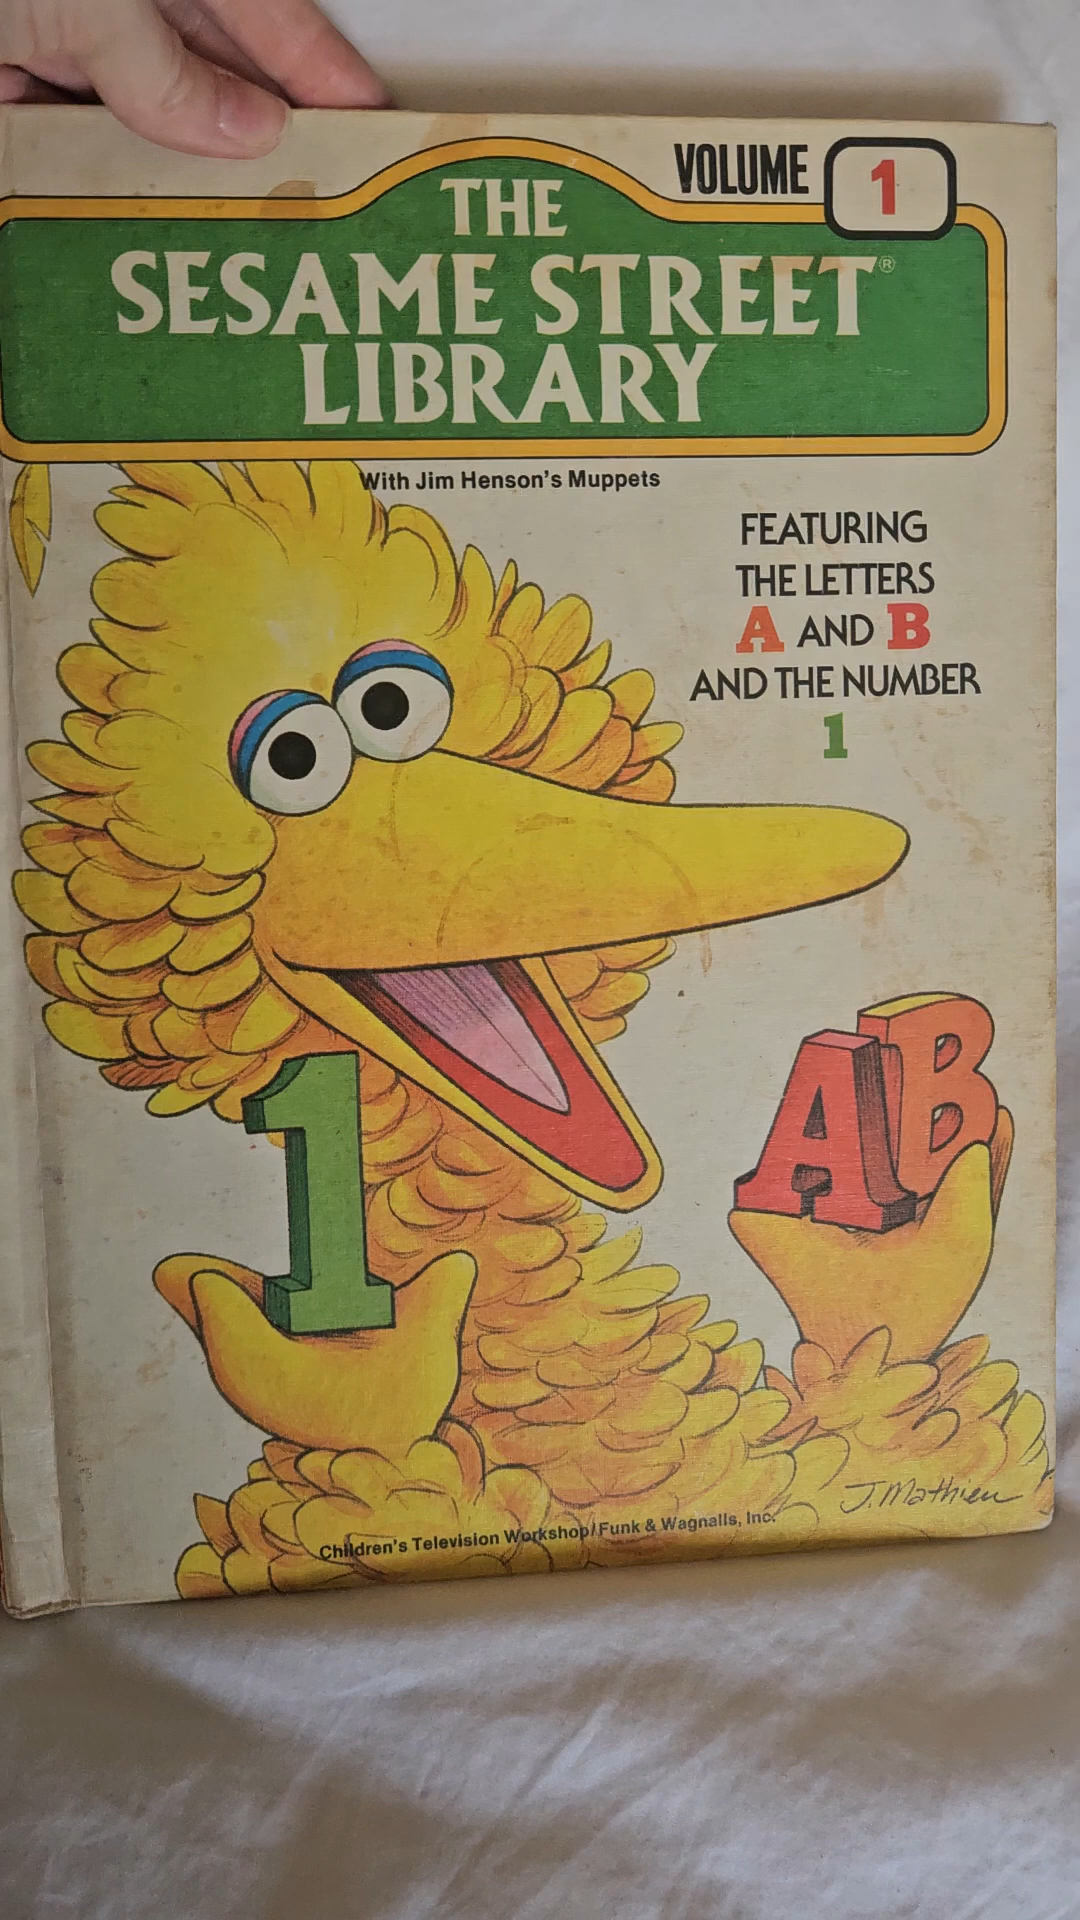 VOLUME 1
THE
SESAME STREET®
LIBRARY
With Jim Henson's Muppets
FEATURING
THE LETTERS
A AND B
AND THE NUMBER
1
1
A B
J. Mathieu
Children's Television Workshop/Funk & Wagnalls, Inc.